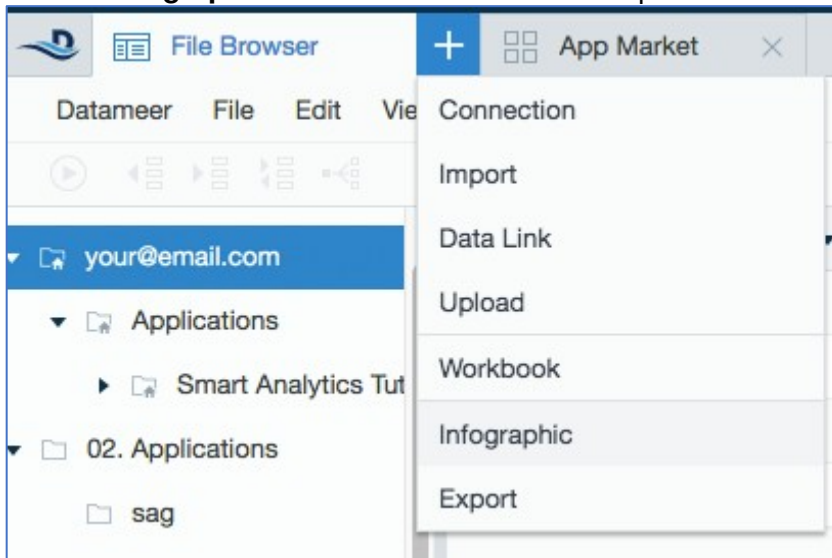 File Browser + App Market ×
Datameer File Edit Vie
Connection
Import
your@email.com
Data Link
Applications
Upload
Smart Analytics Tut
Workbook
02. Applications
Infographic
sag
Export